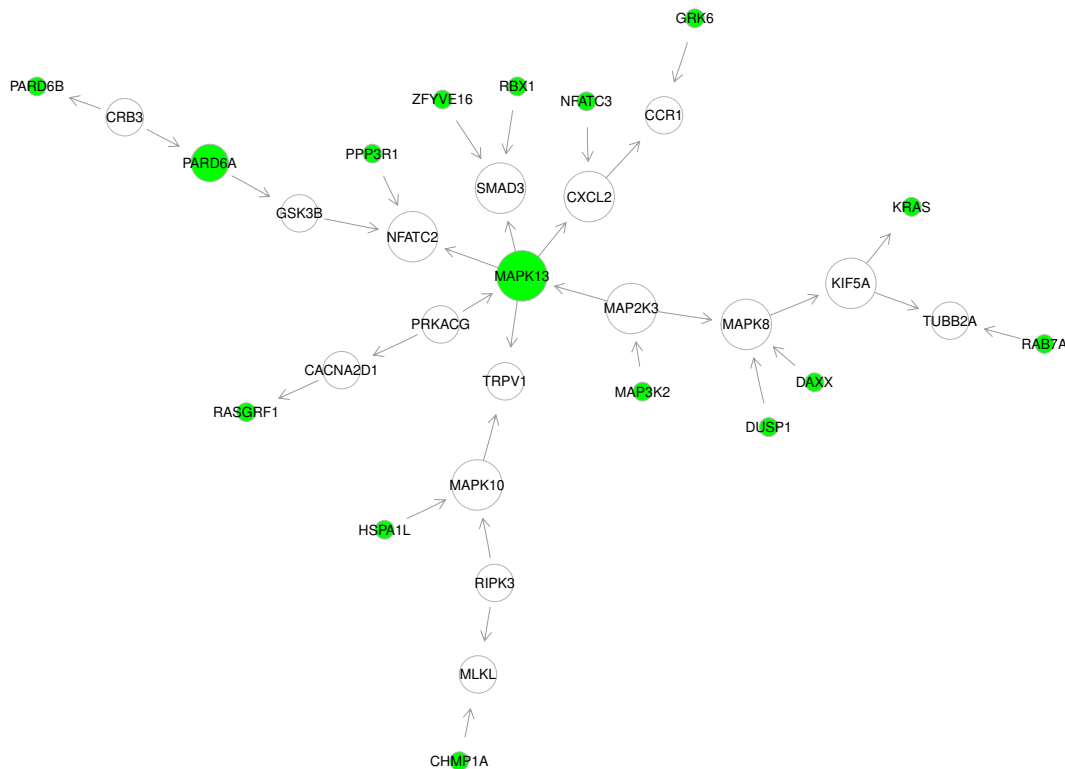 GRK6
PARD6B
RBX1
ZFYVE16
NFATC3
CRB3
CCR1
PPP3R1
PARD6A
SMAD3
CXCL2
KRAS
GSK3B
NFATC2
MAPK13
KIF5A
MAP2K3
PRKACG
MAPK8
TUBB2A
RAB7A
CACNA2D1
TRPV1
DAXX
MAP3K2
RASGRF1
DUSP1
MAPK10
HSPA1L
RIPK3
MLKL
CHMP1A